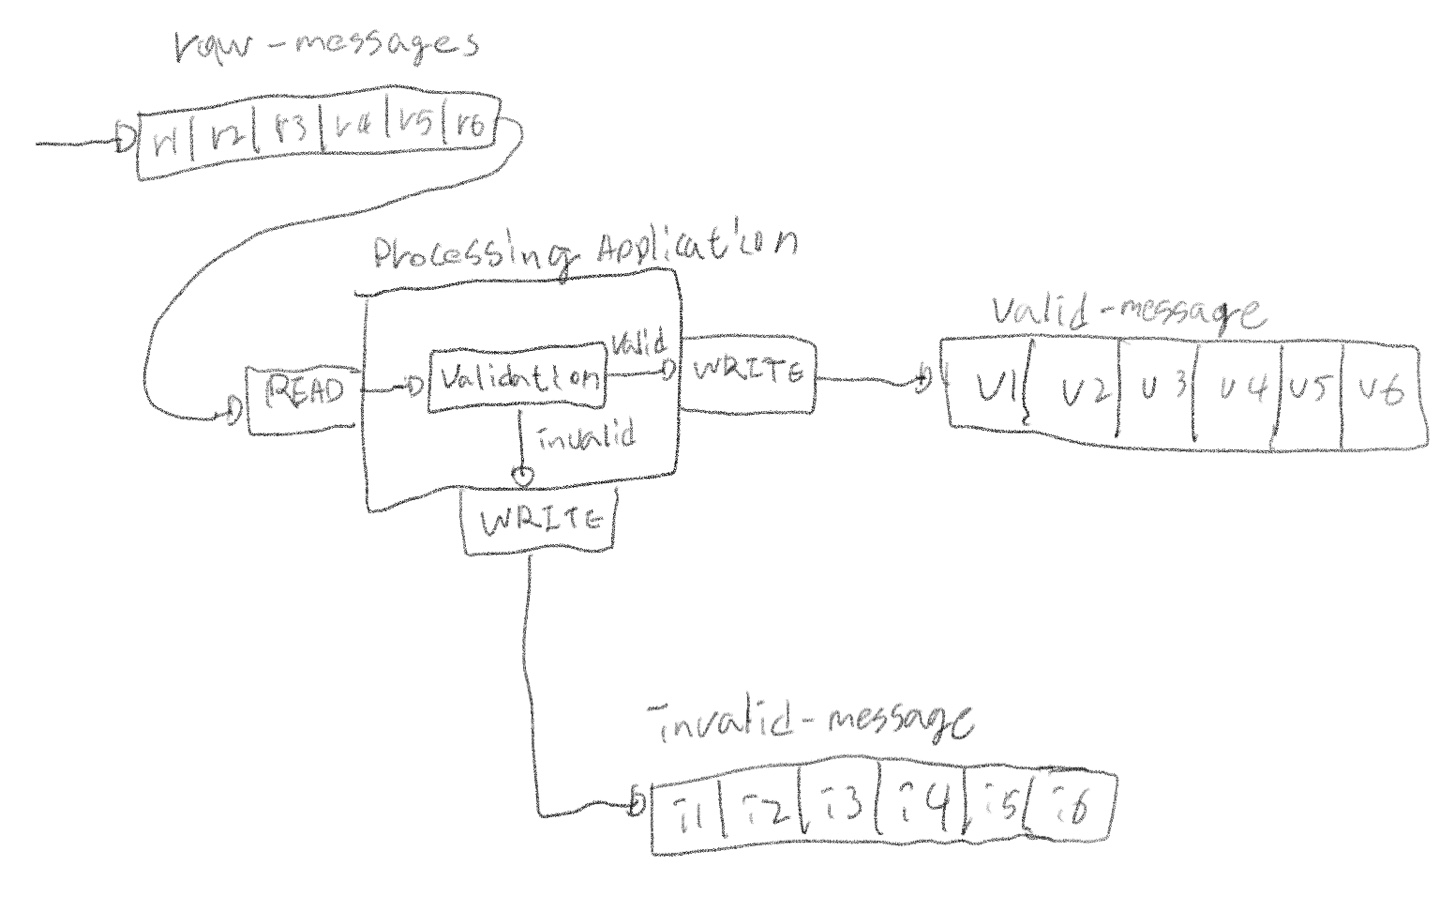 raw-messages
r1 r2 r3 r4 r5 r6
Processing Application
READ
Validation
valid
WRITE
invalid
WRITE
valid-message
v1 v2 v3 v4 v5 v6
invalid-message
i1 i2 i3 i4 i5 i6